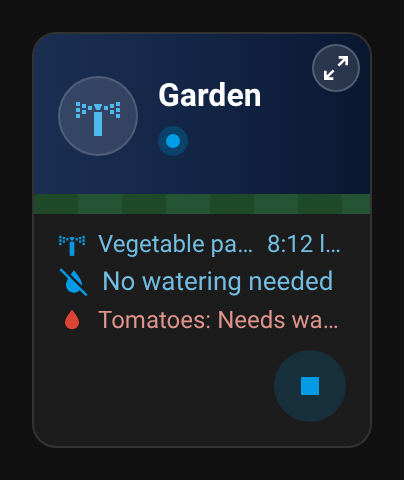 Garden
Vegetable pa... 8:12 l...
No watering needed
Tomatoes: Needs wa...